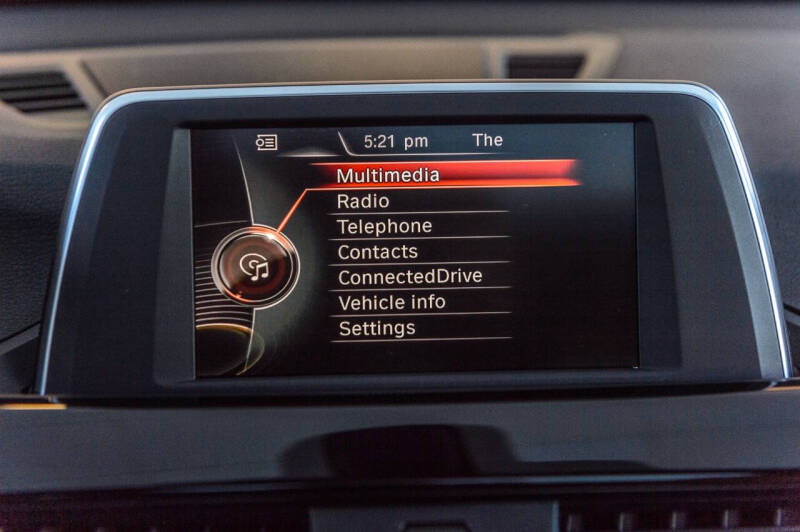 5:21 pm The
Multimedia
Radio
Telephone
Contacts
ConnectedDrive
Vehicle info
Settings